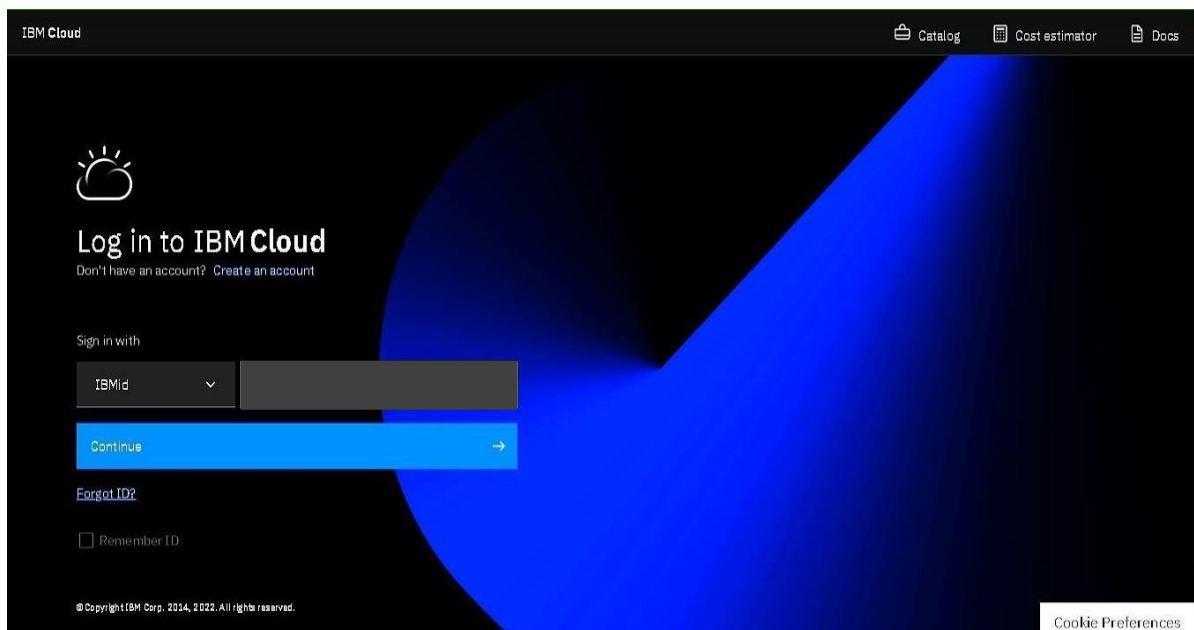 IBM Cloud
Catalog
Cost estimator
Docs
Log in to IBM Cloud
Don't have an account? Create an account
Sign in with
IBMid
Continue
Forgot ID?
Remember ID
© Copyright IBM Corp. 2014, 2022. All rights reserved.
Cookie Preferences